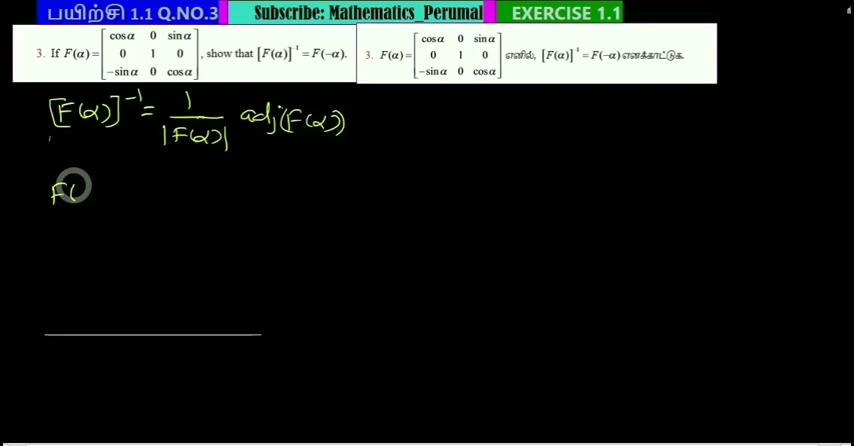 பயிற்சி 1.1 Q.NO.3 Subscribe: Mathematics_Perumal EXERCISE 1.1
3. If F(α) = [cos α 0 sin α; 0 1 0; −sin α 0 cos α], show that [F(α)]⁻¹ = F(−α).
3. F(α) = [cos α 0 sin α; 0 1 0; −sin α 0 cos α] எனில், [F(α)]⁻¹ = F(−α) எனக்காட்டுக.
[F(α)]⁻¹ = 1/|F(α)| adj(F(α))
F(